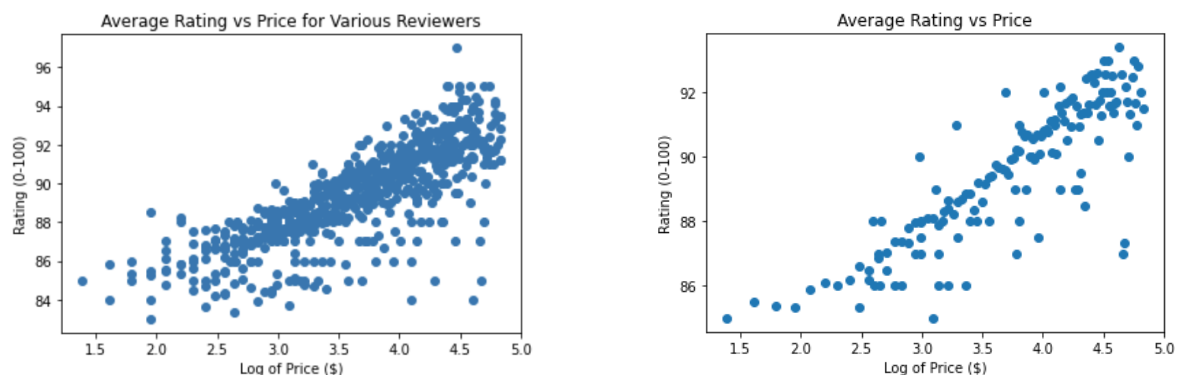 Average Rating vs Price for Various Reviewers
96
94
92
90
88
86
84
Rating (0-100)
1.5 2.0 2.5 3.0 3.5 4.0 4.5 5.0
Log of Price ($)
Average Rating vs Price
92
90
88
86
Rating (0-100)
1.5 2.0 2.5 3.0 3.5 4.0 4.5 5.0
Log of Price ($)